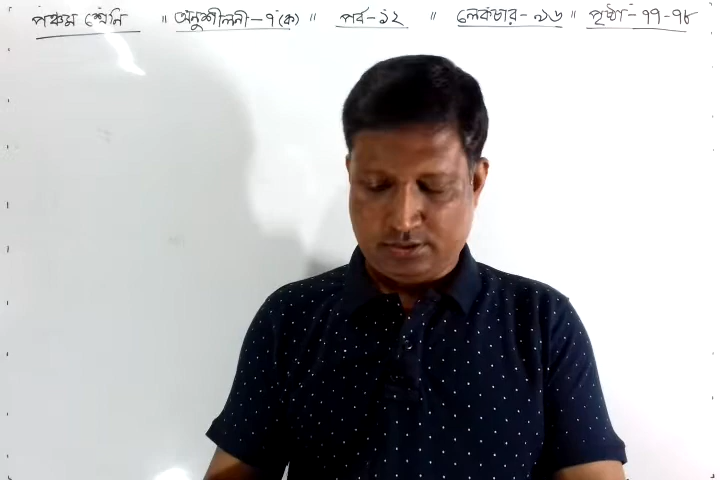 পঞ্চম শ্রেনি ॥ অনুশীলনী-৭(ক) ॥ পর্ব-১২ ॥ লেকচার-৯৬ ॥ পৃষ্ঠা-৭৭-৭৮